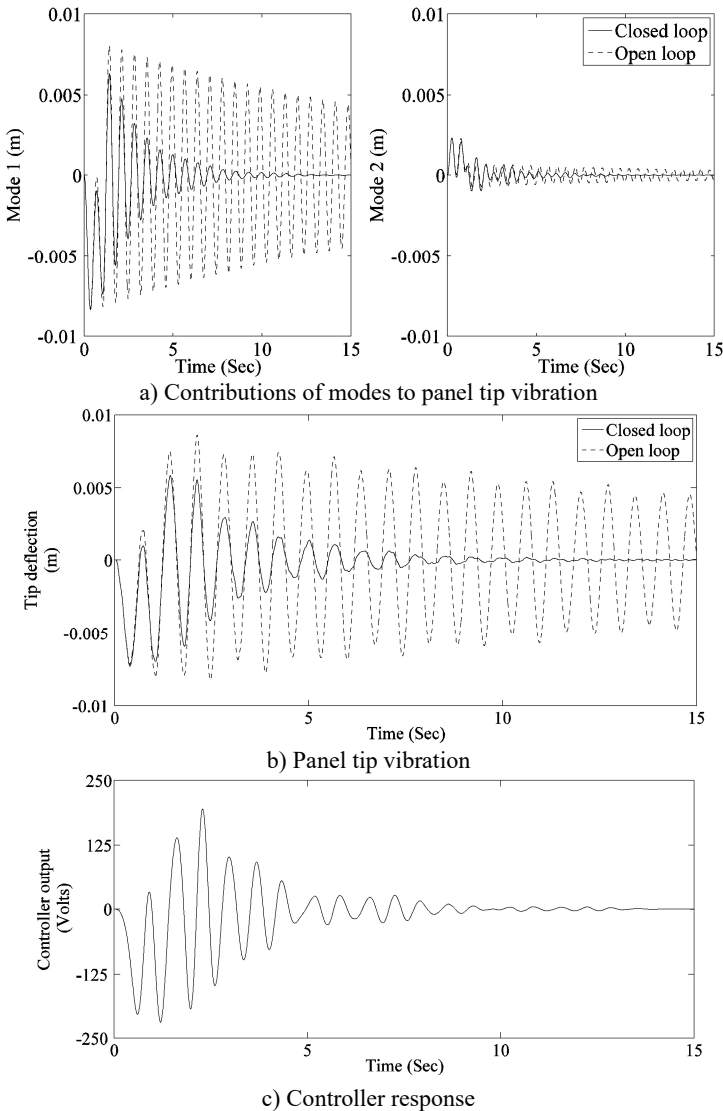 0.01
0.005
0
-0.005
-0.01
Mode 1 (m)
0 5 10 15
Time (Sec)
0.01
0.005
0
-0.005
-0.01
Mode 2 (m)
Closed loop
Open loop
0 5 10 15
Time (Sec)
a) Contributions of modes to panel tip vibration
0.01
0.005
0
-0.005
-0.01
Tip deflection
(m)
Closed loop
Open loop
0 5 10 15
Time (Sec)
b) Panel tip vibration
250
125
0
-125
-250
Controller output
(Volts)
0 5 10 15
Time (Sec)
c) Controller response